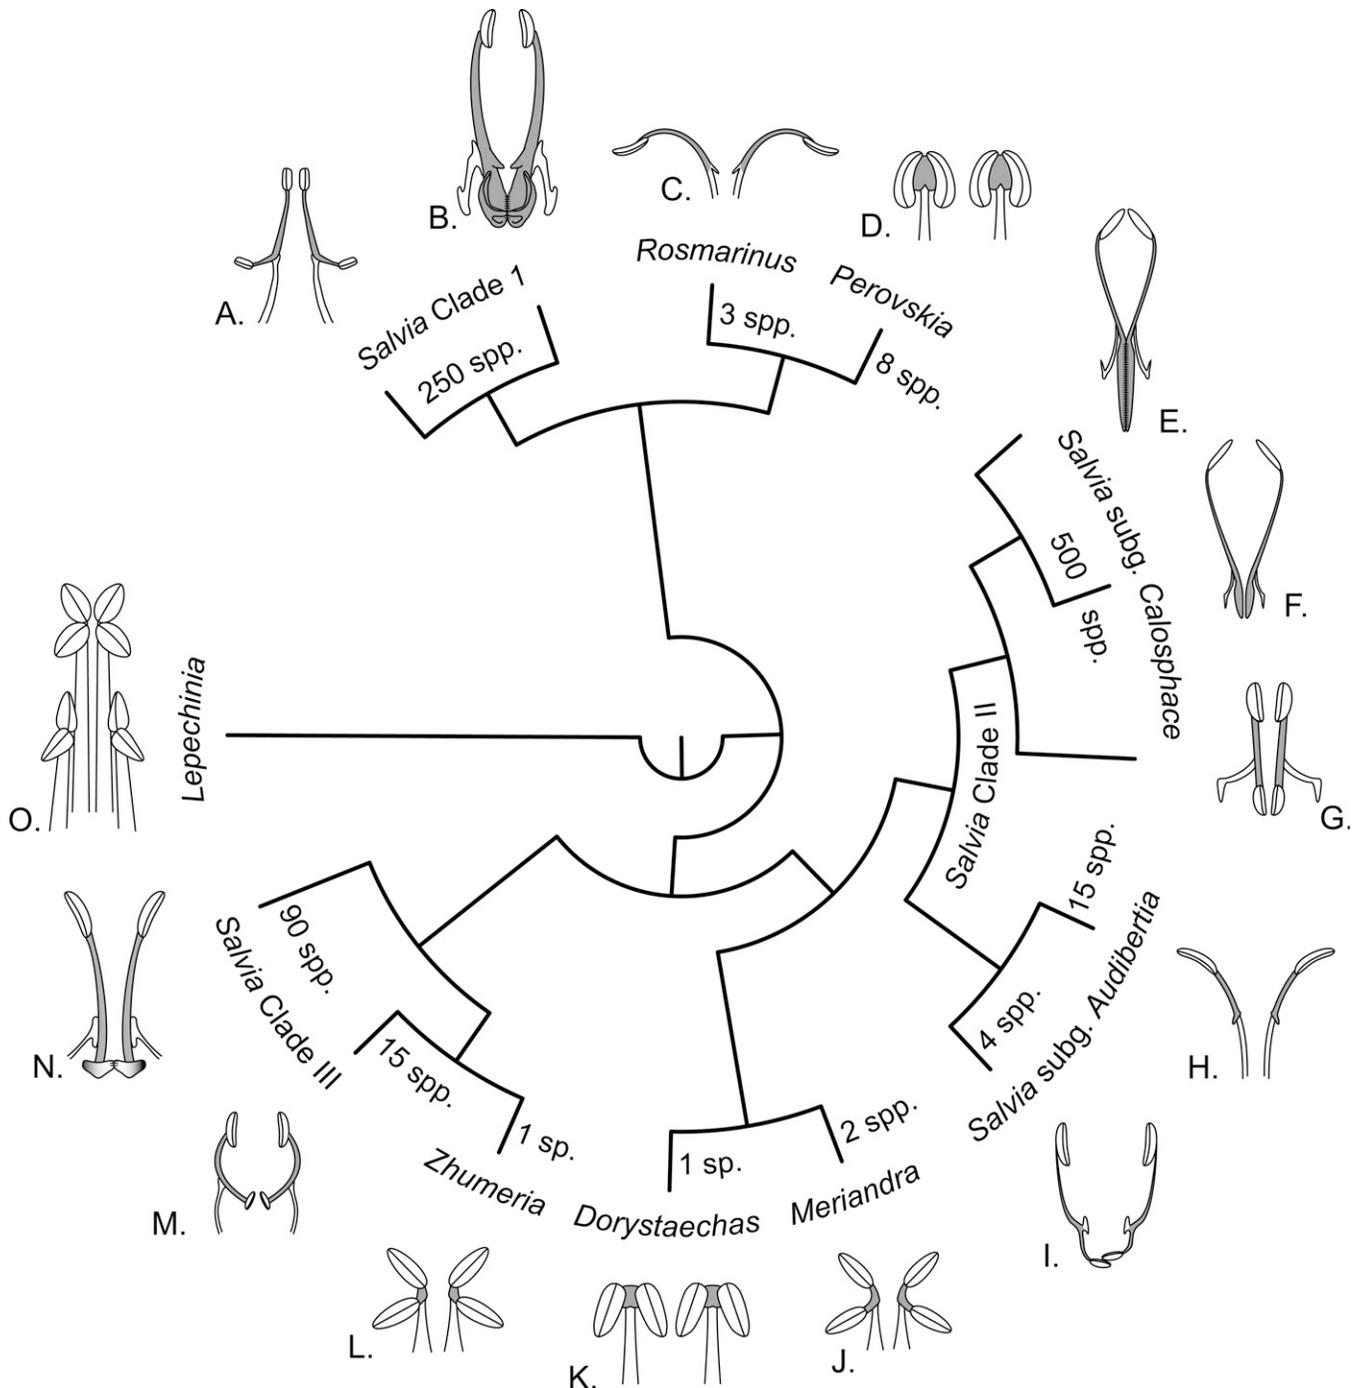 A.
B.
C.
D.
E.
F.
G.
H.
I.
J.
K.
L.
M.
N.
O.
Salvia Clade 1
250 spp.
Rosmarinus
3 spp.
Perovskia
8 spp.
Salvia subg. Calosphace
500 spp.
Salvia Clade II
15 spp.
4 spp.
Salvia subg. Audibertia
2 spp.
Meriandra
1 sp.
Dorystaechas
1 sp.
Zhumeria
15 spp.
90 spp.
Salvia Clade III
Lepechinia